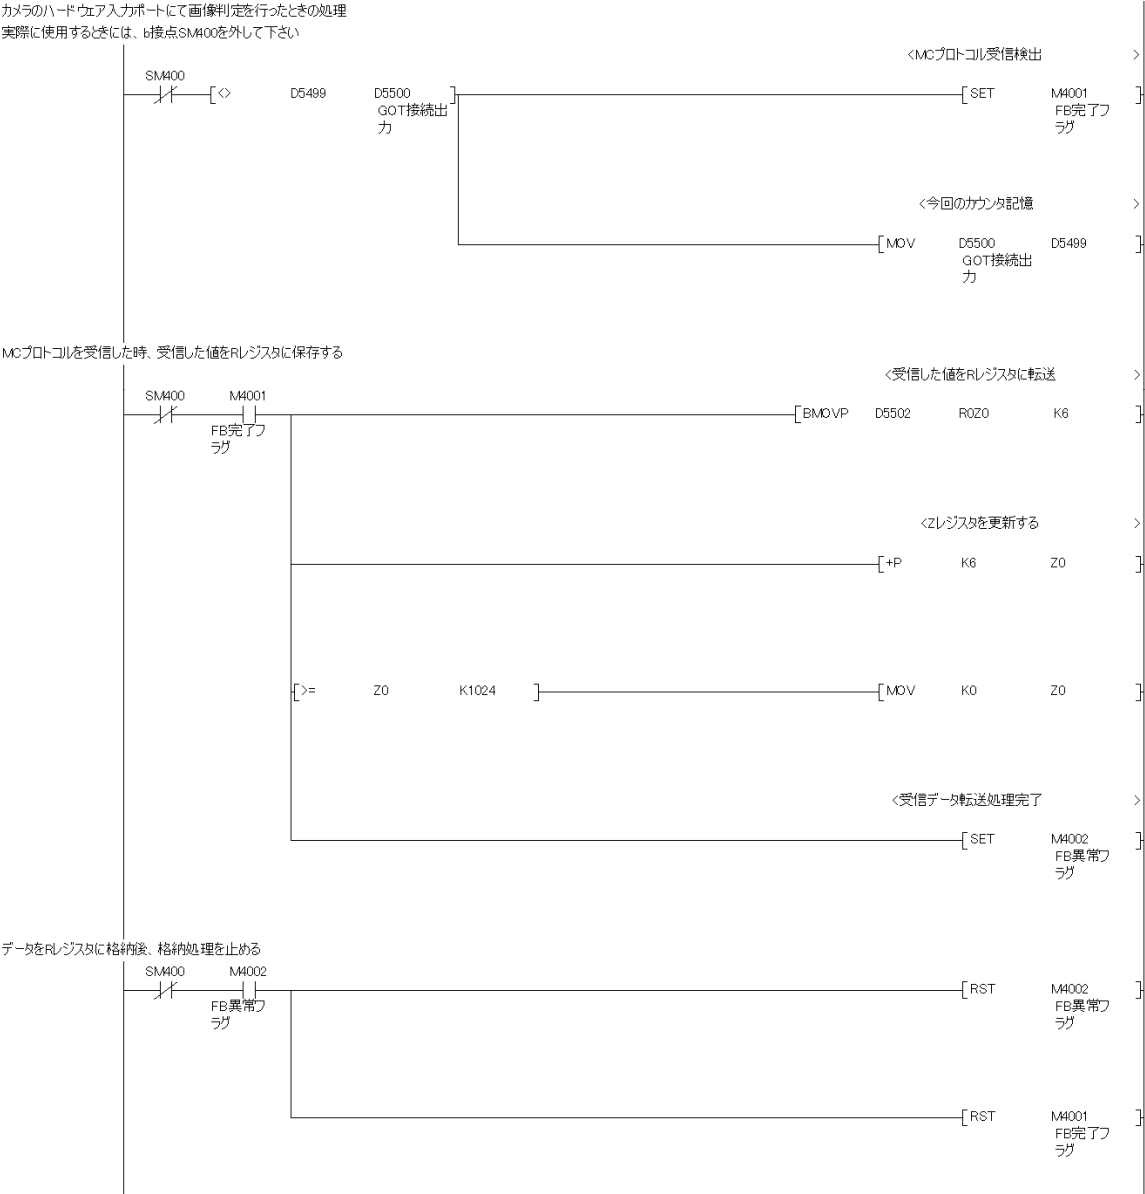 カメラのハードウェア入力ポートにて画像判定を行ったときの処理
実際に使用するときには、b接点SM400を外して下さい
<MCプロトコル受信検出 >
SM400
<> D5499 D5500 SET M4001
GOT接続出 FB完了フ
力 ラグ
<今回のカウンタ記憶 >
MOV D5500 D5499
GOT接続出
力
MCプロトコルを受信した時、受信した値をRレジスタに保存する
<受信した値をRレジスタに転送 >
SM400 M4001
BMOVP D5502 R0Z0 K6
FB完了フ
ラグ
<Zレジスタを更新する >
+P K6 Z0
>= Z0 K1024 MOV K0 Z0
<受信データ転送処理完了 >
SET M4002
FB異常フ
ラグ
データをRレジスタに格納後、格納処理を止める
SM400 M4002
RST M4002
FB異常フ FB異常フ
ラグ ラグ
RST M4001
FB完了フ
ラグ